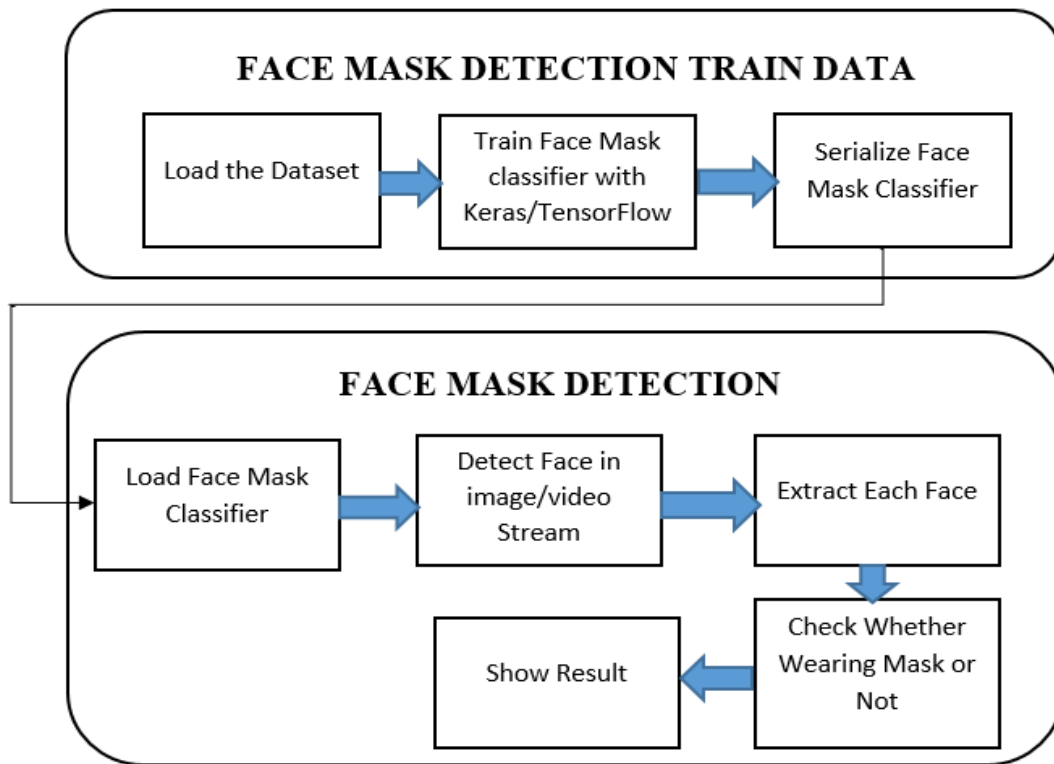 FACE MASK DETECTION TRAIN DATA
Load the Dataset
Train Face Mask
classifier with
Keras/TensorFlow
Serialize Face
Mask Classifier
FACE MASK DETECTION
Load Face Mask
Classifier
Detect Face in
image/video
Stream
Extract Each Face
Check Whether
Wearing Mask or
Not
Show Result